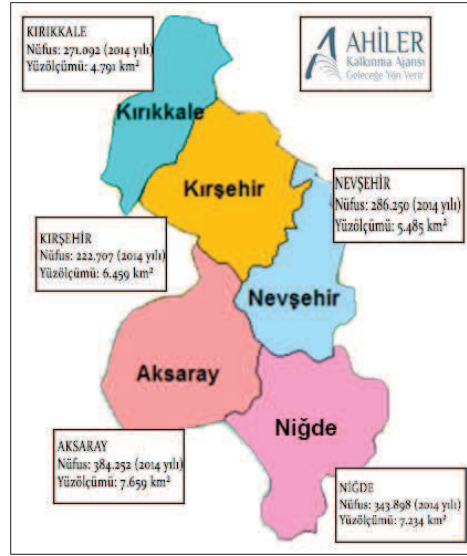 KIRIKKALE
Nüfus: 271.092 (2014 yılı)
Yüzölçümü: 4.791 km²
AHİLER
Kalkınma Ajansı
Geleceğe Yön Verir
Kırıkkale
Kırşehir
NEVŞEHİR
Nüfus: 286.250 (2014 yılı)
Yüzölçümü: 5.485 km²
KIRŞEHİR
Nüfus: 222.707 (2014 yılı)
Yüzölçümü: 6.459 km²
Nevşehir
Aksaray
Niğde
AKSARAY
Nüfus: 384.252 (2014 yılı)
Yüzölçümü: 7.659 km²
NİĞDE
Nüfus: 343.898 (2014 yılı)
Yüzölçümü: 7.234 km²